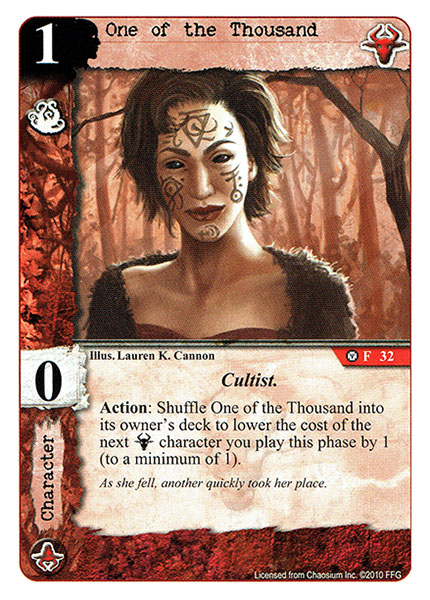 1
One of the Thousand
Illus. Lauren K. Cannon
F 32
0
Cultist.
Action: Shuffle One of the Thousand into
its owner's deck to lower the cost of the
next character you play this phase by 1
(to a minimum of 1).
As she fell, another quickly took her place.
Character
Licensed from Chaosium Inc. ©2010 FFG